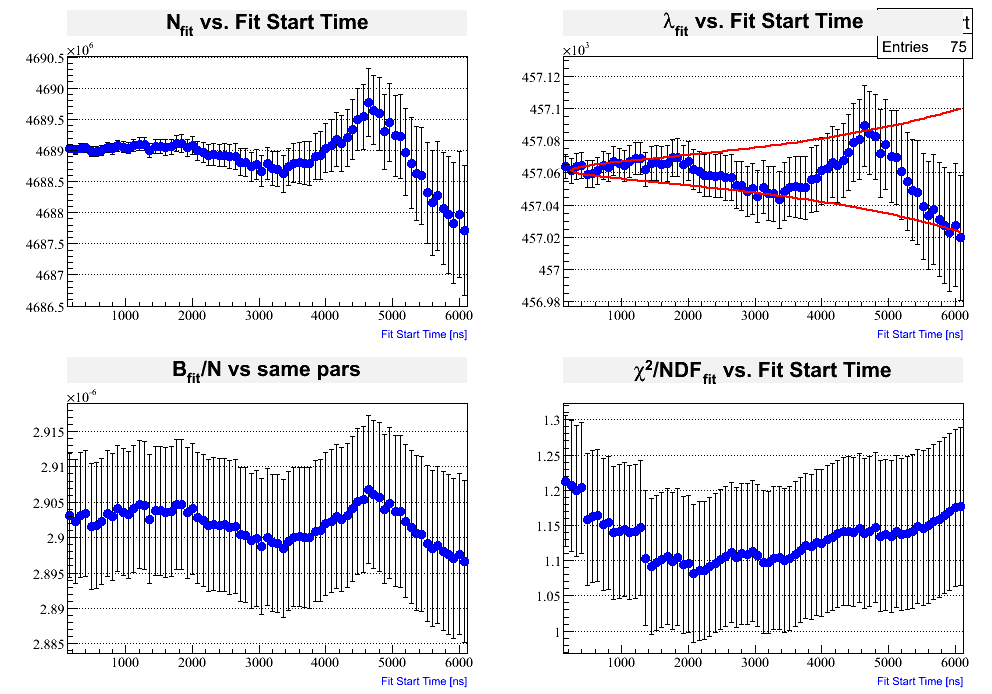 N_fit vs. Fit Start Time
×10⁶
4690.5
4690
4689.5
4689
4688.5
4688
4687.5
4687
4686.5
1000 2000 3000 4000 5000 6000
Fit Start Time [ns]
λ_fit vs. Fit Start Time
t
Entries 75
×10³
457.12
457.1
457.08
457.06
457.04
457.02
457
456.98
1000 2000 3000 4000 5000 6000
Fit Start Time [ns]
B_fit/N vs same pars
×10⁻⁶
2.915
2.91
2.905
2.9
2.895
2.89
2.885
1000 2000 3000 4000 5000 6000
Fit Start Time [ns]
χ²/NDF_fit vs. Fit Start Time
1.3
1.25
1.2
1.15
1.1
1.05
1
1000 2000 3000 4000 5000 6000
Fit Start Time [ns]